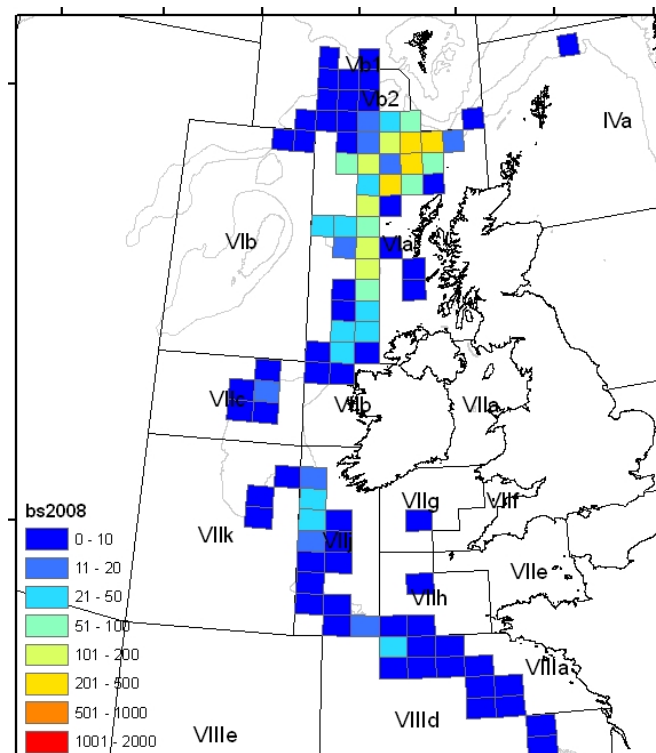 Vb1
Vb2
IVa
VIb
VIa
VIIc
VIIb
VIIa
bs2008
VIIg
VIIf
VIIk
VIIj
VIIe
VIIh
VIIIa
VIIIe
VIIId
0 - 10
11 - 20
21 - 50
51 - 100
101 - 200
201 - 500
501 - 1000
1001 - 2000